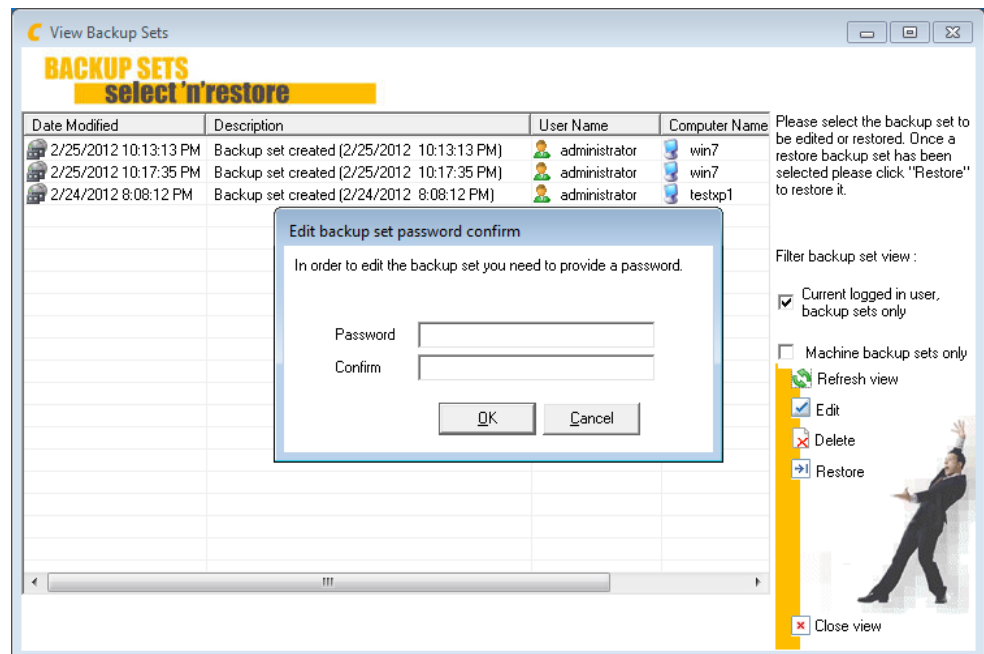 View Backup Sets
BACKUP SETS
select 'n' restore
Date Modified Description User Name Computer Name
2/25/2012 10:13:13 PM Backup set created (2/25/2012 10:13:13 PM) administrator win7
2/25/2012 10:17:35 PM Backup set created (2/25/2012 10:17:35 PM) administrator win7
2/24/2012 8:08:12 PM Backup set created (2/24/2012 8:08:12 PM) administrator testxp1
Edit backup set password confirm
In order to edit the backup set you need to provide a password.
Password
Confirm
OK Cancel
Please select the backup set to
be edited or restored. Once a
restore backup set has been
selected please click "Restore"
to restore it.
Filter backup set view :
Current logged in user,
backup sets only
Machine backup sets only
Refresh view
Edit
Delete
Restore
Close view